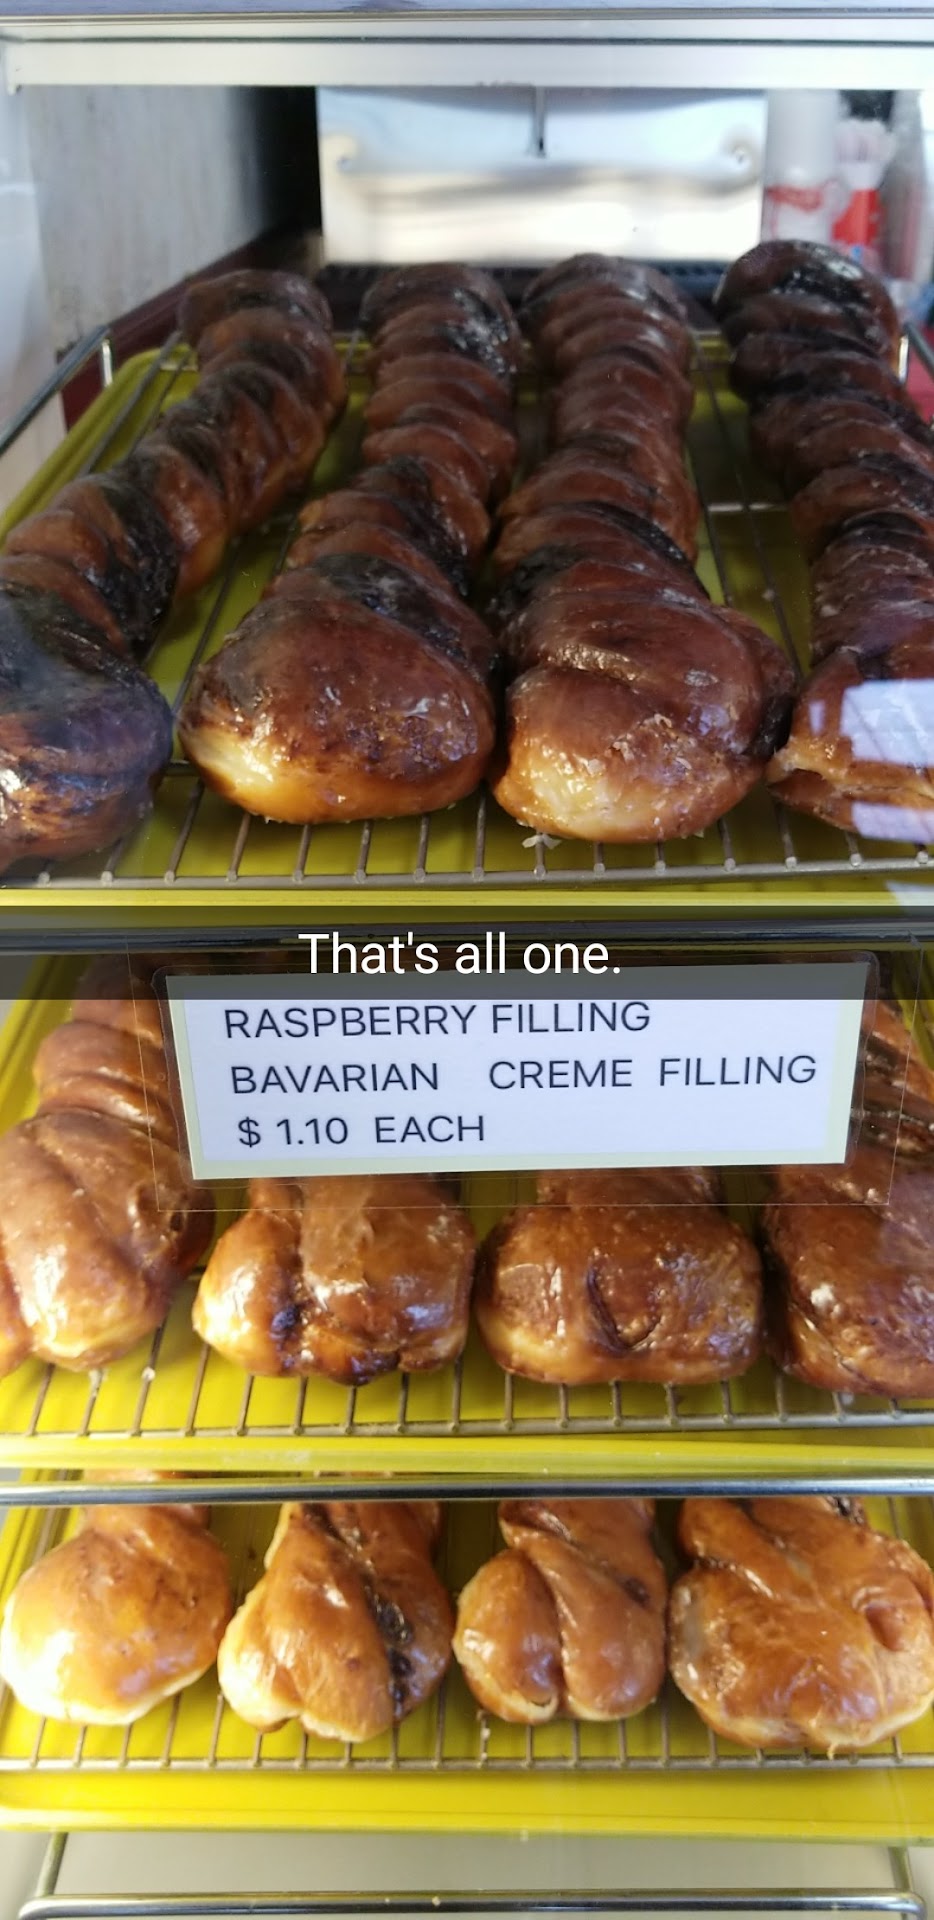 That's all one.
RASPBERRY FILLING
BAVARIAN CREME FILLING
$ 1.10 EACH